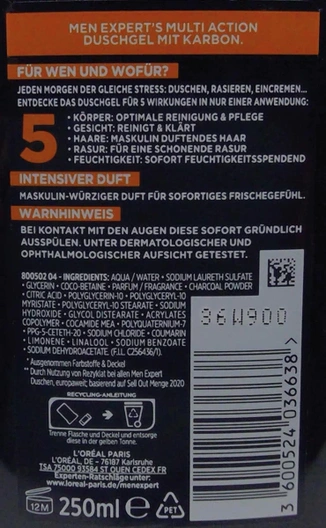 MEN EXPERT'S MULTI ACTION
DUSCHGEL MIT KARBON.
FÜR WEN UND WOFÜR?
JEDEN MORGEN DER GLEICHE STRESS: DUSCHEN, RASIEREN, EINCREMEN...
ENTDECKE DAS DUSCHGEL FÜR 5 WIRKUNGEN IN NUR EINER ANWENDUNG:
5
• KÖRPER: OPTIMALE REINIGUNG & PFLEGE
• GESICHT: REINIGT & KLÄRT
• HAARE: MASKULIN DUFTENDES HAAR
• RASUR: FÜR EINE SCHONENDE RASUR
• FEUCHTIGKEIT: SOFORT FEUCHTIGKEITSSPENDEND
INTENSIVER DUFT
MASKULIN-WÜRZIGER DUFT FÜR SOFORTIGES FRISCHEGEFÜHL.
WARNHINWEIS
BEI KONTAKT MIT DEN AUGEN DIESE SOFORT GRÜNDLICH
AUSSPÜLEN. UNTER DERMATOLOGISCHER UND
OPHTHALMOLOGISCHER AUFSICHT GETESTET.
800502 04 - INGREDIENTS: AQUA / WATER • SODIUM LAURETH SULFATE
• GLYCERIN • COCO-BETAINE • PARFUM / FRAGRANCE • CHARCOAL POWDER
• CITRIC ACID • POLYGLYCERIN-10 • POLYGLYCERYL-10
MYRISTATE • POLYGLYCERYL-10 STEARATE • SODIUM
HYDROXIDE • GLYCOL DISTEARATE • ACRYLATES
COPOLYMER • COCAMIDE MEA • POLYQUATERNIUM-7
• PPG-5-CETETH-20 • SODIUM CHLORIDE • COUMARIN
• LIMONENE • LINALOOL • SODIUM BENZOATE
• SODIUM DEHYDROACETATE. (F.I.L. C256436/1).
* Ausgenommen Farbstoffe & Deckel
** Durch Nutzung von Rezyklat bei allen Men Expert
Duschen, europaweit; basierend auf Sell Out Menge 2020
RECYCLING-ANLEITUNG
Trenne Flasche und Deckel und entsorge
diese in der gelben Tonne.
L'ORÉAL PARIS
L'ORÉAL, DE - 76187 Karlsruhe
TSA 75000 93584 ST OUEN CEDEX FR
Experten-Ratschläge unter:
www.loreal-paris.de/menexpert
36W900
3 600524 036638
12M
250ml e
PET